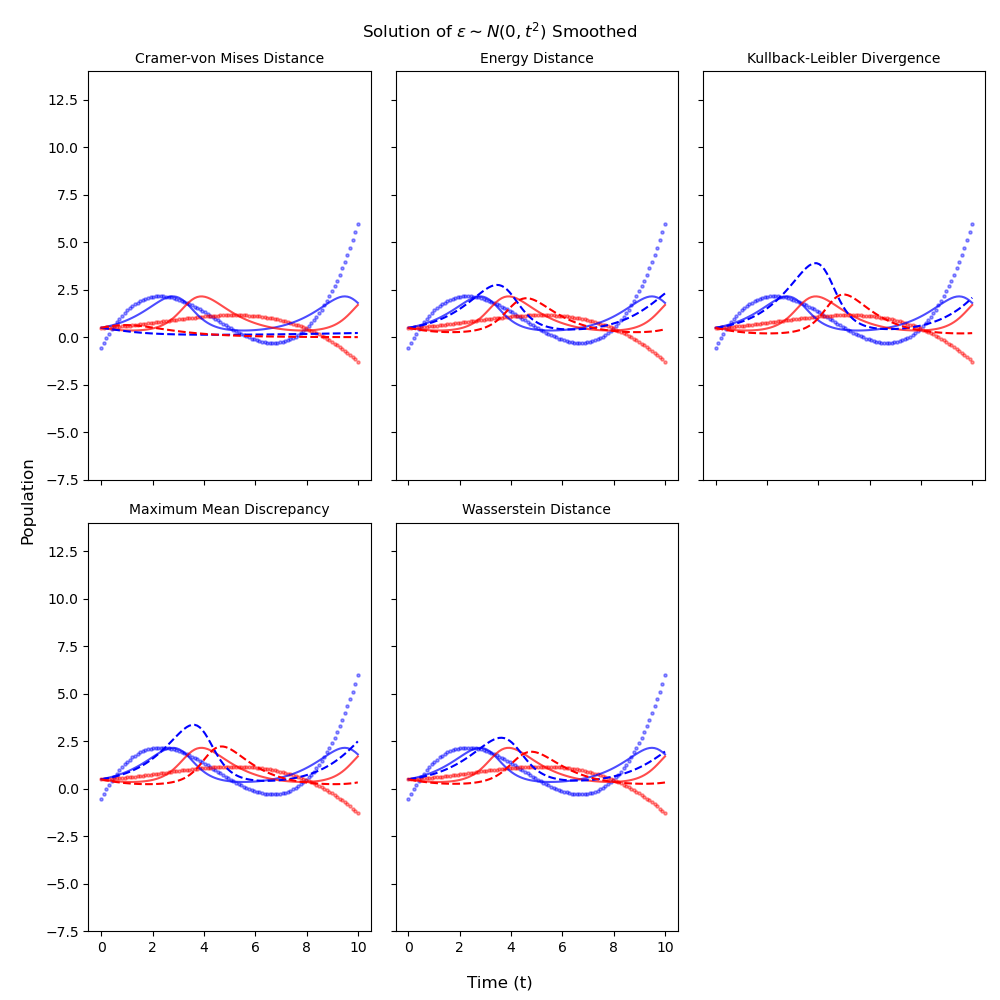 Solution of ε ~ N(0, t²) Smoothed
Cramer-von Mises Distance
Energy Distance
Kullback-Leibler Divergence
12.5
10.0
7.5
5.0
2.5
0.0
−2.5
−5.0
−7.5
Population
Maximum Mean Discrepancy
Wasserstein Distance
12.5
10.0
7.5
5.0
2.5
0.0
−2.5
−5.0
−7.5
0 2 4 6 8 10
0 2 4 6 8 10
Time (t)